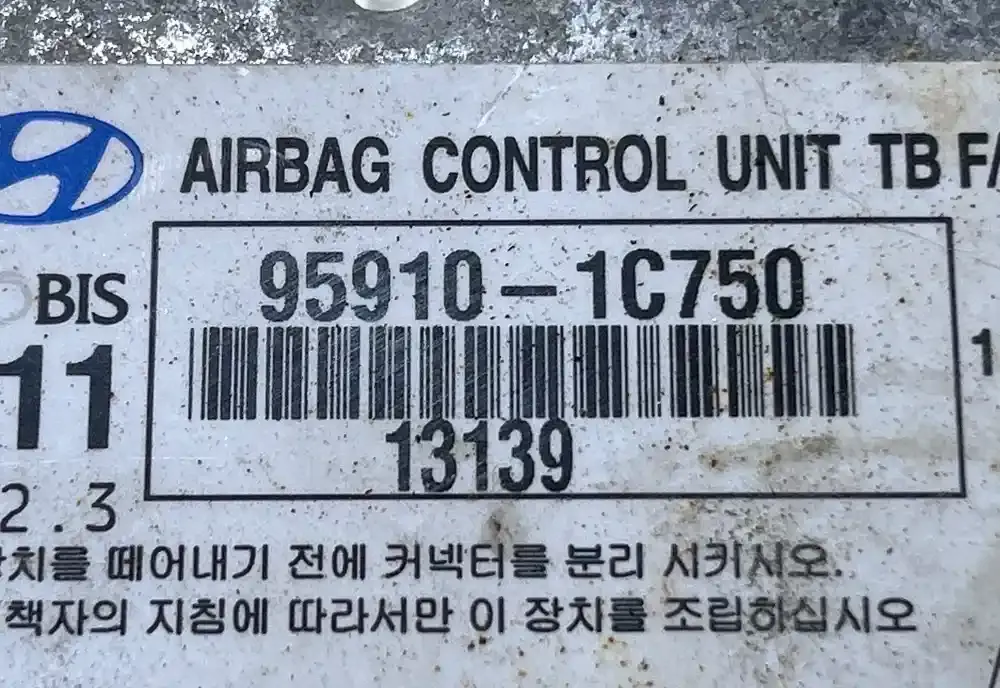 AIRBAG CONTROL UNIT TB
95910-1C750
BIS
11
1
13139
2.3
치를 떼어내기 전에 커넥터를 분리 시키시오.
책자의 지침에 따라서만 이 장치를 조립하십시오